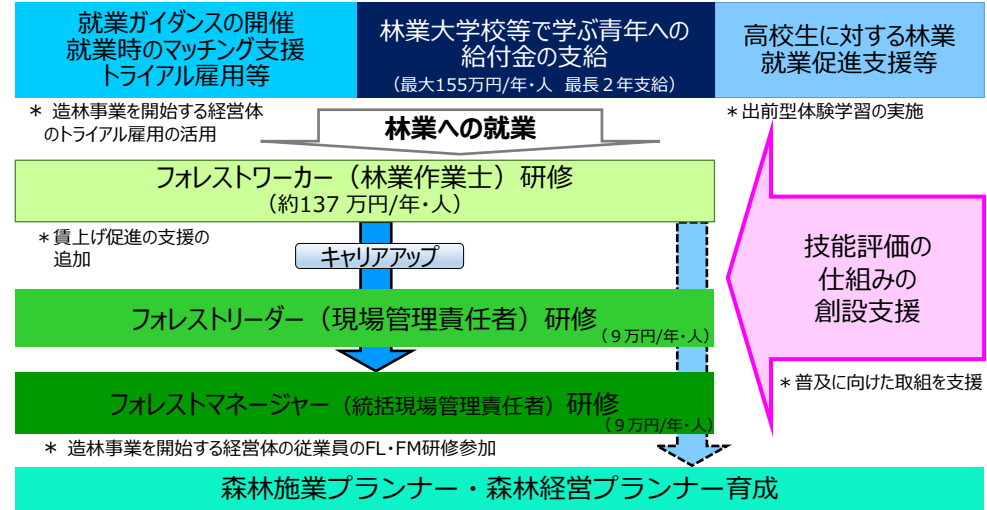 就業ガイダンスの開催
就業時のマッチング支援
トライアル雇用等
林業大学校等で学ぶ青年への
給付金の支給
（最大155万円/年・人 最長２年支給）
高校生に対する林業
就業促進支援等
＊ 造林事業を開始する経営体
のトライアル雇用の活用
＊出前型体験学習の実施
林業への就業
フォレストワーカー（林業作業士）研修
（約137 万円/年・人）
＊賃上げ促進の支援の
追加
キャリアアップ
技能評価の
仕組みの
創設支援
フォレストリーダー（現場管理責任者）研修
（９万円/年・人）
＊普及に向けた取組を支援
フォレストマネージャー（統括現場管理責任者）研修
（９万円/年・人）
＊ 造林事業を開始する経営体の従業員のFL・FM研修参加
森林施業プランナー・森林経営プランナー育成